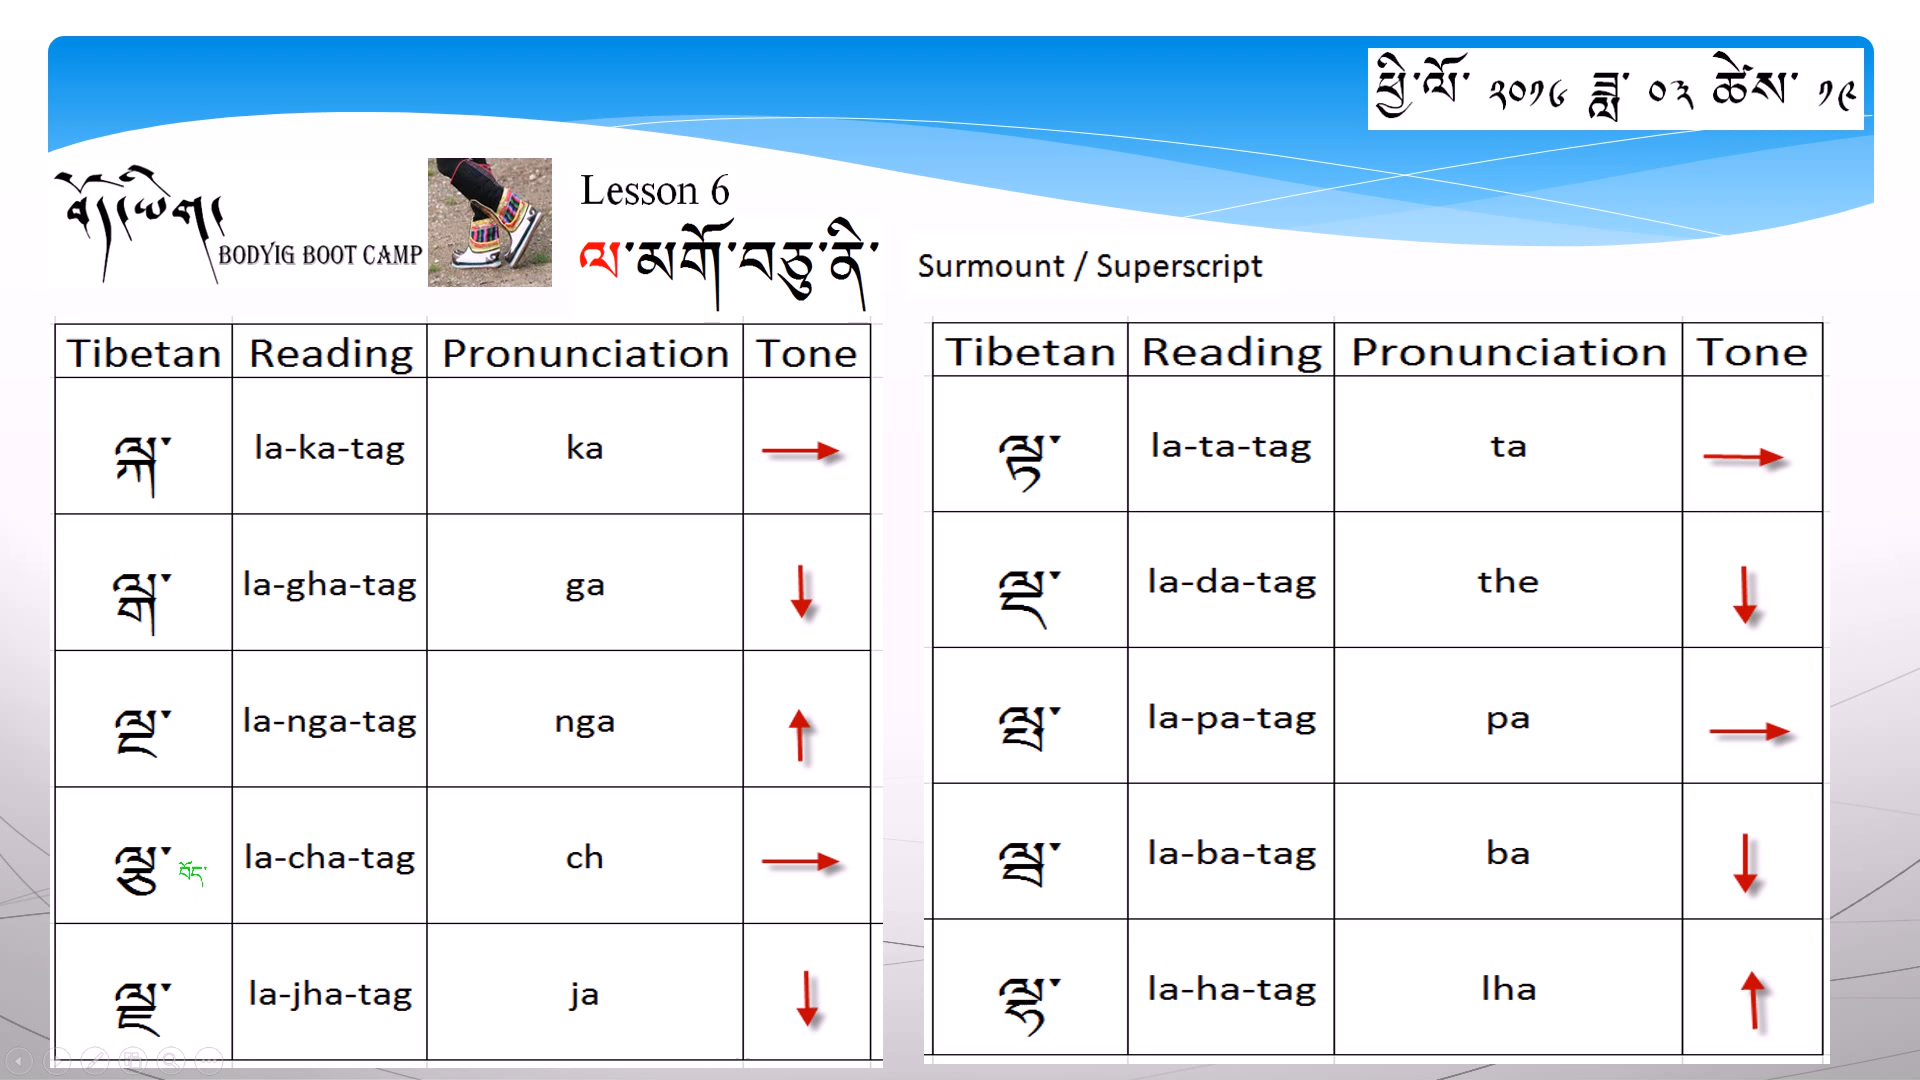 ཕྱི་ལོ་ ༢༠༡༦ ཟླ་ ༠༣ ཚེས་ ༡༩
བོད་ཡིག།
BODYIG BOOT CAMP
Lesson 6
ལ་མགོ་བཅུ་ནི་
Surmount / Superscript
Tibetan Reading Pronunciation Tone
ལྐ་ la-ka-tag ka
ལྒ་ la-gha-tag ga
ལྔ་ la-nga-tag nga
ལྕ་ བོད་ la-cha-tag ch
ལྗ་ la-jha-tag ja
Tibetan Reading Pronunciation Tone
ལྟ་ la-ta-tag ta
ལྡ་ la-da-tag the
ལྤ་ la-pa-tag pa
ལྦ་ la-ba-tag ba
ལྷ་ la-ha-tag lha